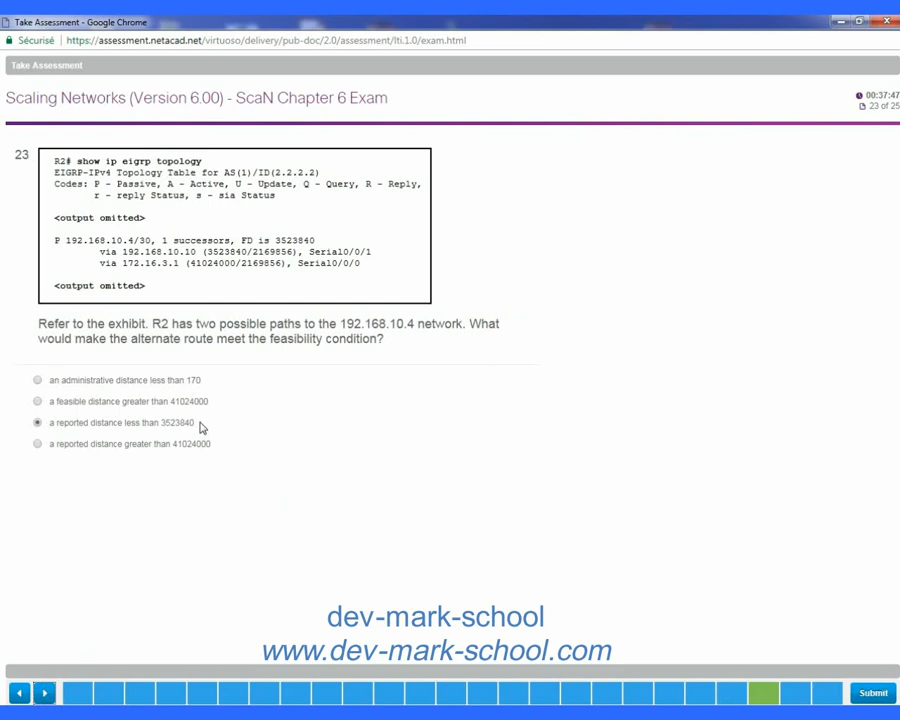 Take Assessment - Google Chrome
Sécurisé | https://assessment.netacad.net/virtuoso/delivery/pub-doc/2.0/assessment/lti.1.0/exam.html
Take Assessment
Scaling Networks (Version 6.00) - ScaN Chapter 6 Exam
00:37:47
23 of 25
23
R2# show ip eigrp topology
EIGRP-IPv4 Topology Table for AS(1)/ID(2.2.2.2)
Codes: P - Passive, A - Active, U - Update, Q - Query, R - Reply,
r - reply Status, s - sia Status
<output omitted>
P 192.168.10.4/30, 1 successors, FD is 3523840
via 192.168.10.10 (3523840/2169856), Serial0/0/1
via 172.16.3.1 (41024000/2169856), Serial0/0/0
<output omitted>
Refer to the exhibit. R2 has two possible paths to the 192.168.10.4 network. What
would make the alternate route meet the feasibility condition?
an administrative distance less than 170
a feasible distance greater than 41024000
a reported distance less than 3523840
a reported distance greater than 41024000
dev-mark-school
www.dev-mark-school.com
Submit